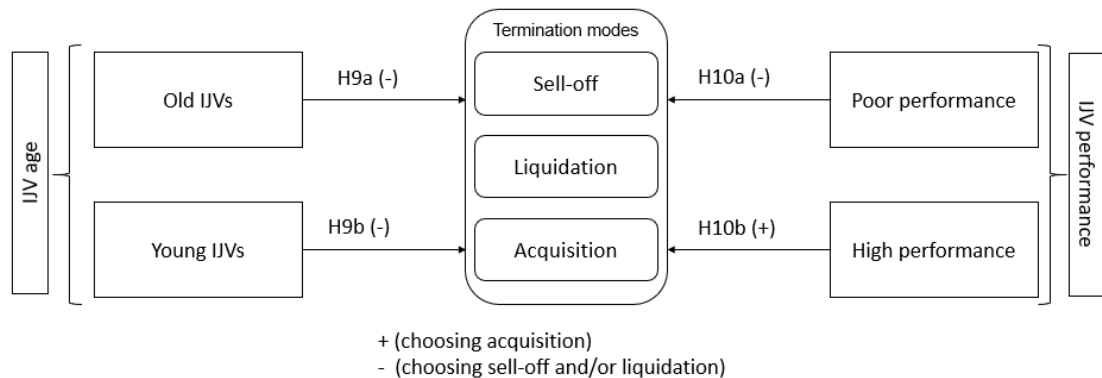 Termination modes
IJV age
Old IJVs
H9a (-)
Sell-off
H10a (-)
Poor performance
IJV performance
Liquidation
Young IJVs
H9b (-)
Acquisition
H10b (+)
High performance
+ (choosing acquisition)
- (choosing sell-off and/or liquidation)